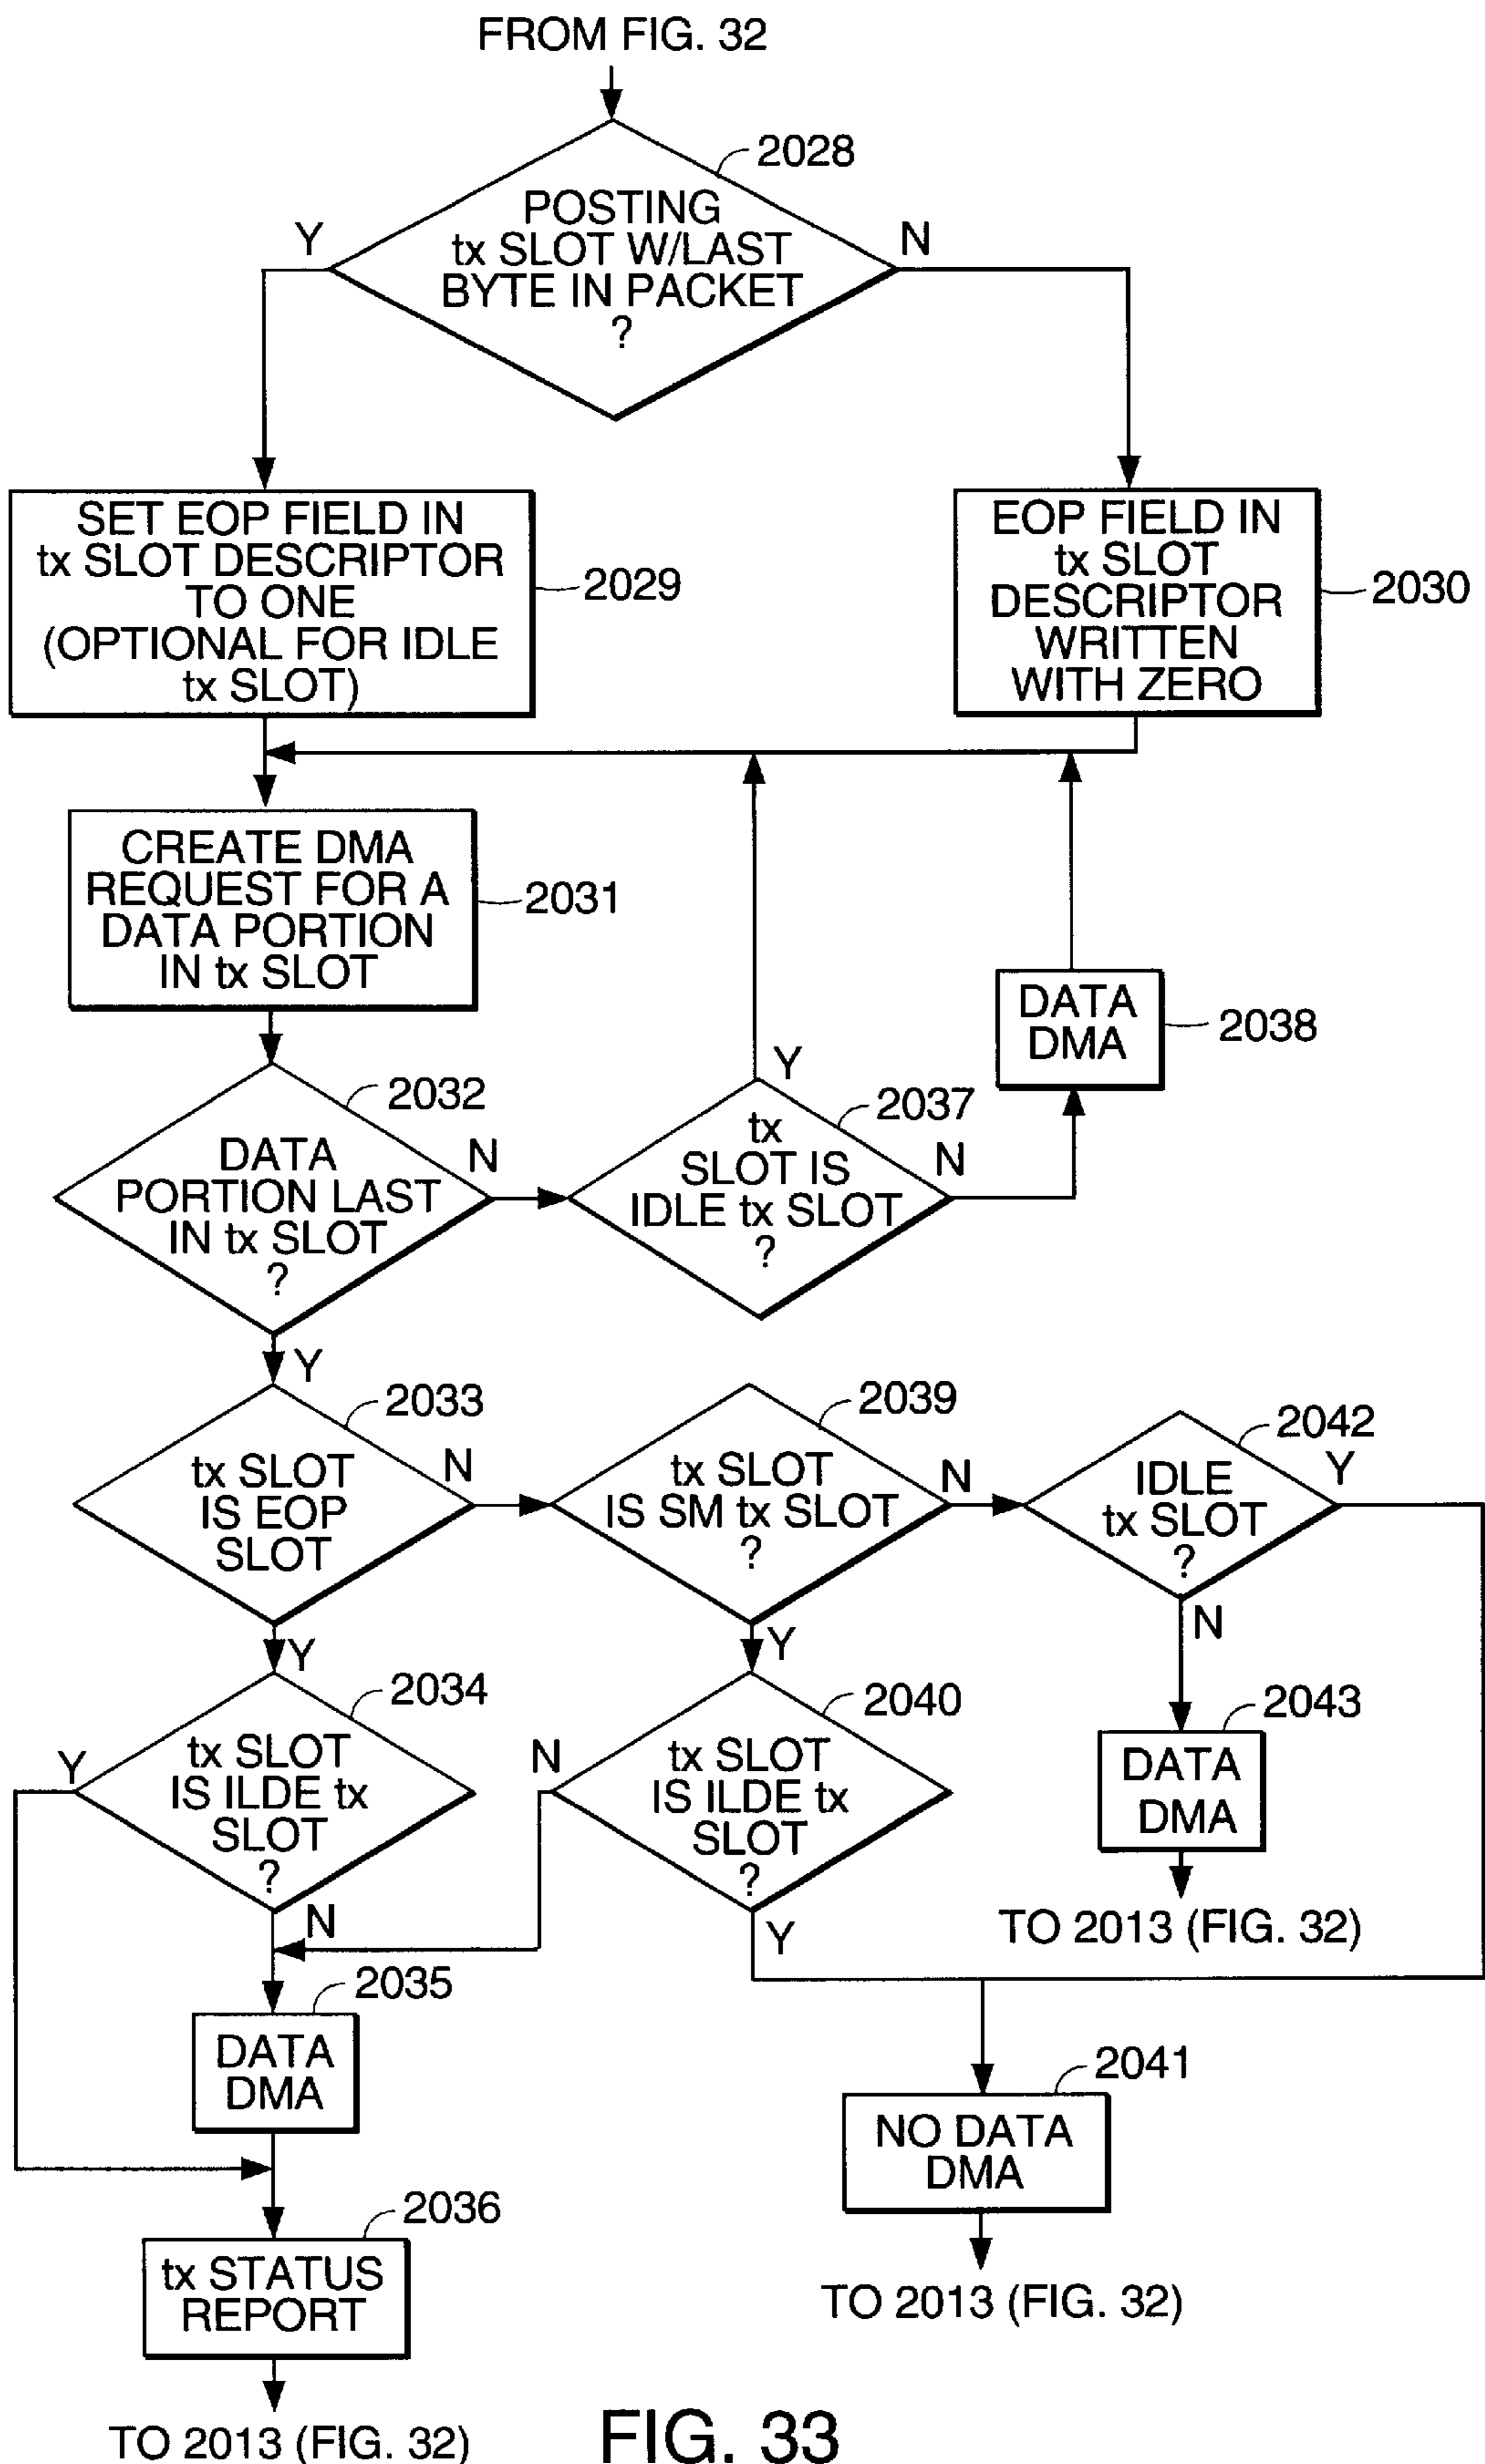 FROM FIG. 32
2028
POSTING
tx SLOT W/LAST
BYTE IN PACKET
?
Y
N
SET EOP FIELD IN
tx SLOT DESCRIPTOR
TO ONE
(OPTIONAL FOR IDLE
tx SLOT)
2029
EOP FIELD IN
tx SLOT
DESCRIPTOR
WRITTEN
WITH ZERO
2030
CREATE DMA
REQUEST FOR A
DATA PORTION
IN tx SLOT
2031
DATA
DMA
2038
2032
DATA
PORTION LAST
IN tx SLOT
?
N
Y
2037
tx
SLOT IS
IDLE tx SLOT
?
Y
N
2033
tx SLOT
IS EOP
SLOT
N
Y
2039
tx SLOT
IS SM tx SLOT
?
N
Y
2042
IDLE
tx SLOT
?
Y
N
2034
tx SLOT
IS ILDE tx
SLOT
?
Y
N
2040
tx SLOT
IS ILDE tx
SLOT
?
N
Y
2043
DATA
DMA
TO 2013 (FIG. 32)
2035
DATA
DMA
2041
NO DATA
DMA
TO 2013 (FIG. 32)
2036
tx STATUS
REPORT
TO 2013 (FIG. 32)
FIG. 33